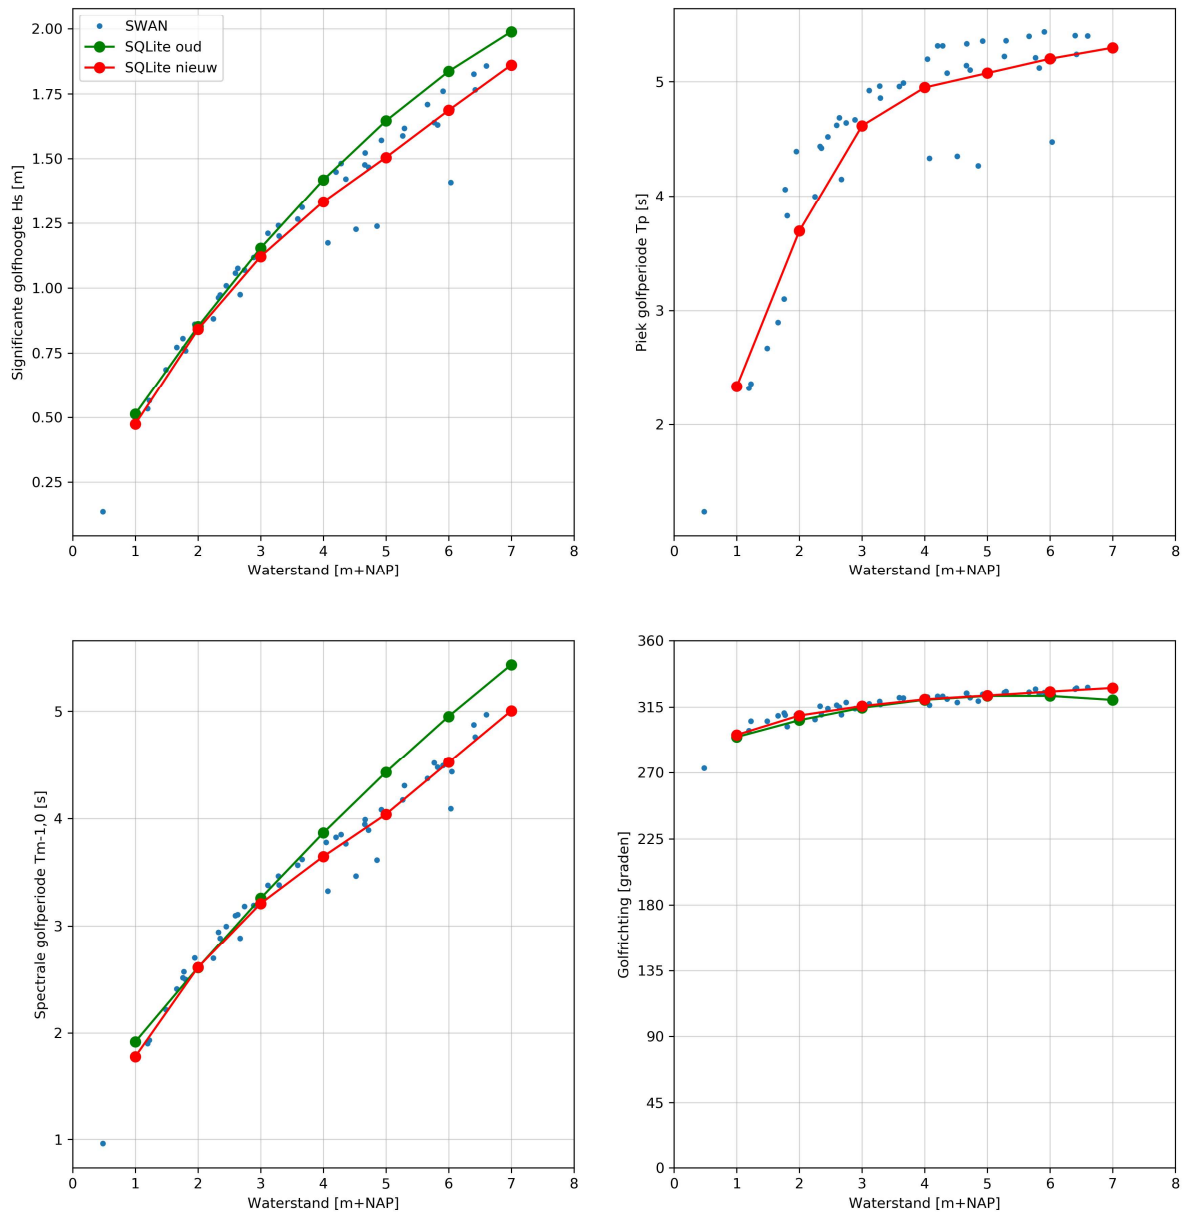 SWAN
SQLite oud
SQLite nieuw
Significante golfhoogte Hs [m]
2.00
1.75
1.50
1.25
1.00
0.75
0.50
0.25
0 1 2 3 4 5 6 7 8
Waterstand [m+NAP]
Piek golfperiode Tp [s]
5
4
3
2
0 1 2 3 4 5 6 7 8
Waterstand [m+NAP]
Spectrale golfperiode Tm-1,0 [s]
5
4
3
2
1
0 1 2 3 4 5 6 7 8
Waterstand [m+NAP]
Golfrichting [graden]
360
315
270
225
180
135
90
45
0
0 1 2 3 4 5 6 7 8
Waterstand [m+NAP]